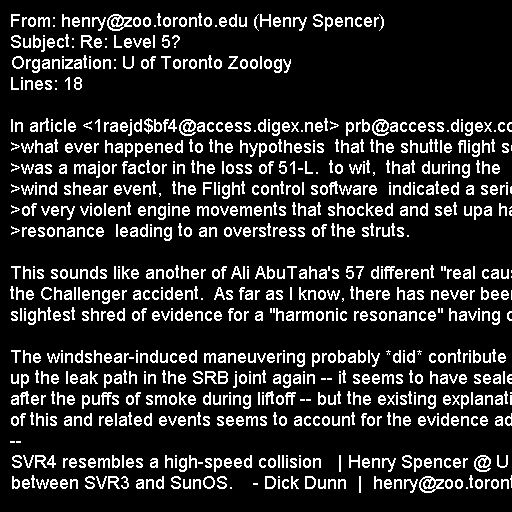 From: henry@zoo.toronto.edu (Henry Spencer)
Subject: Re: Level 5?
Organization: U of Toronto Zoology
Lines: 18

In article <1raejd$bf4@access.digex.net> prb@access.digex.co
>what ever happened to the hypothesis  that the shuttle flight s
>was a major factor in the loss of 51-L.  to wit,  that during the
>wind shear event,  the Flight control software  indicated a seri
>of very violent engine movements that shocked and set upa ha
>resonance  leading to an overstress of the struts.

This sounds like another of Ali AbuTaha's 57 different "real cau
the Challenger accident.  As far as I know, there has never bee
slightest shred of evidence for a "harmonic resonance" having

The windshear-induced maneuvering probably *did* contribute
up the leak path in the SRB joint again -- it seems to have seale
after the puffs of smoke during liftoff -- but the existing explanati
of this and related events seems to account for the evidence ad
--
SVR4 resembles a high-speed collision   | Henry Spencer @ U
between SVR3 and SunOS.    - Dick Dunn  |  henry@zoo.toront